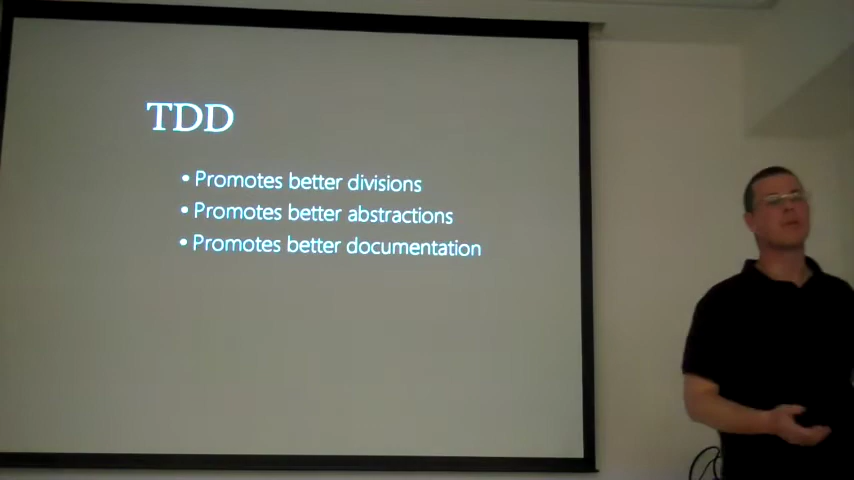 TDD
• Promotes better divisions
• Promotes better abstractions
• Promotes better documentation